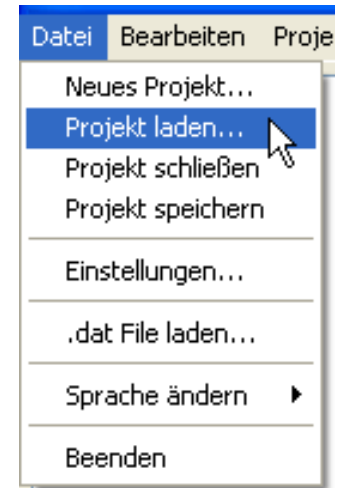 Datei Bearbeiten Proje
Neues Projekt...
Projekt laden...
Projekt schließen
Projekt speichern
Einstellungen...
.dat File laden...
Sprache ändern
Beenden